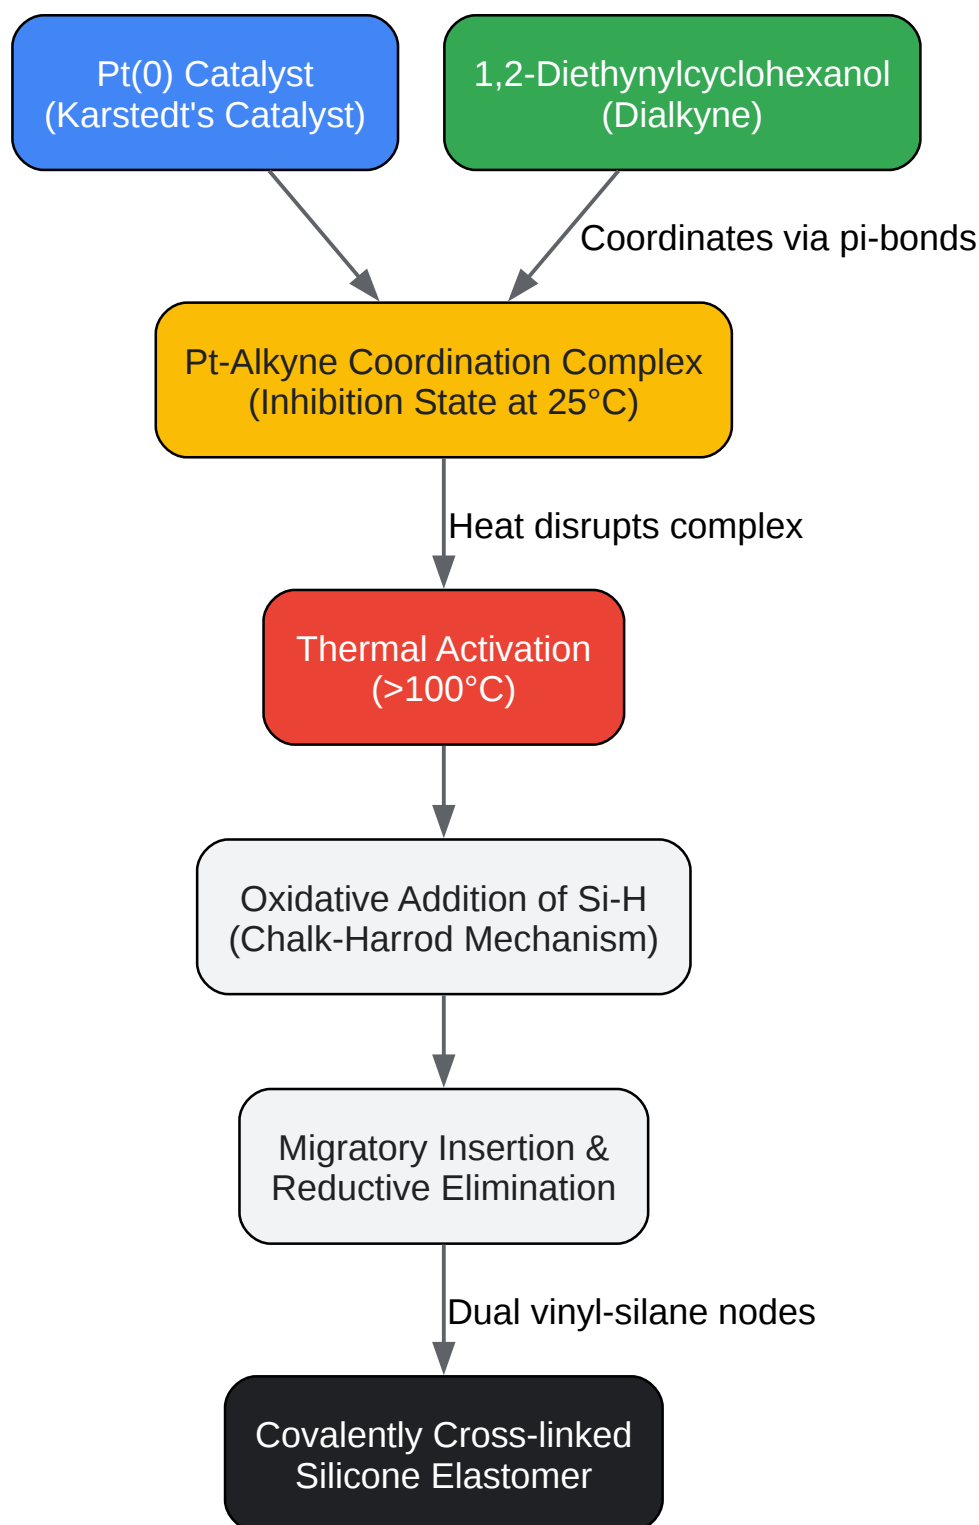 Pt(0) Catalyst
(Karstedt's Catalyst)
1,2-Diethynylcyclohexanol
(Dialkyne)
Coordinates via pi-bonds
Pt-Alkyne Coordination Complex
(Inhibition State at 25°C)
Heat disrupts complex
Thermal Activation
(>100°C)
Oxidative Addition of Si-H
(Chalk-Harrod Mechanism)
Migratory Insertion &
Reductive Elimination
Dual vinyl-silane nodes
Covalently Cross-linked
Silicone Elastomer